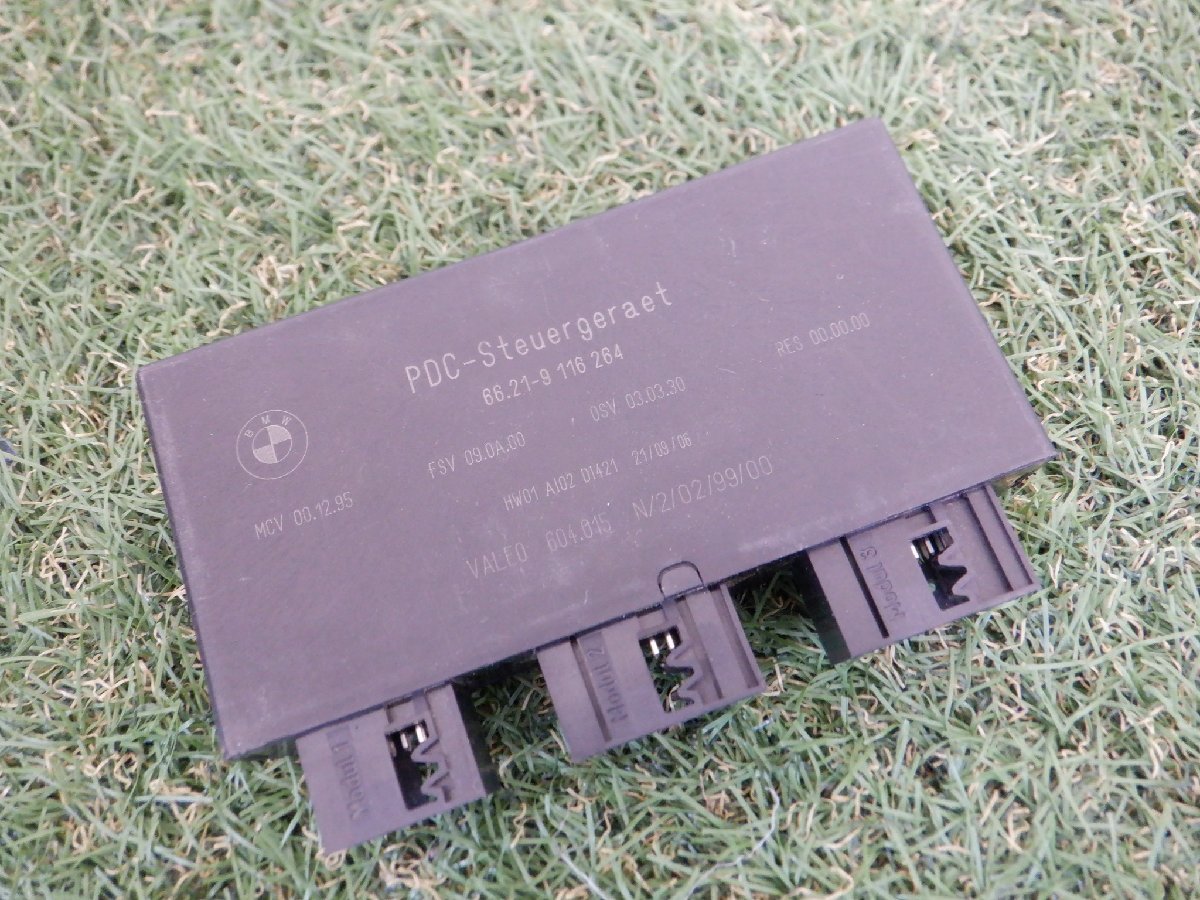 PDC-Steuergeraet
66.21-9 116 264
BMW
MCV 00.12.95
FSV 09.0A.00
OSV 03.03.30
RES 00.00.00
HW01 AI02 D1421 21/09/06
VALEO 604.015 N/2/02/99/00
Modul 1
Modul 2
Modul S